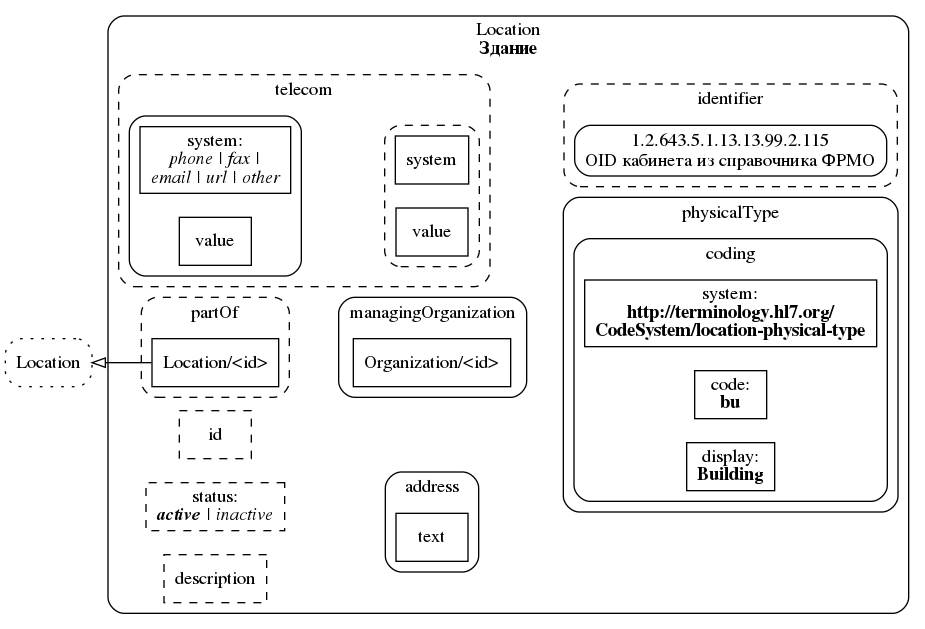 Location
Здание
telecom
system:
phone | fax |
email | url | other
value
system
value
identifier
1.2.643.5.1.13.13.99.2.115
OID кабинета из справочника ФРМО
physicalType
coding
system:
http://terminology.hl7.org/
CodeSystem/location-physical-type
code:
bu
display:
Building
partOf
Location/<id>
Location
managingOrganization
Organization/<id>
id
status:
active | inactive
description
address
text